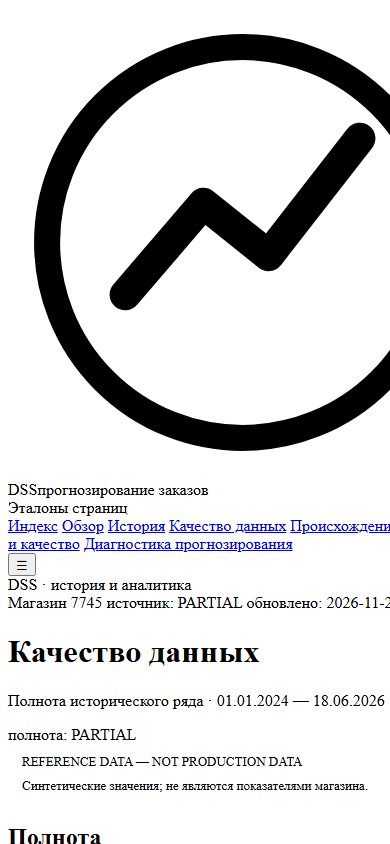 DSSпрогнозирование заказов
Эталоны страниц
Индекс Обзор История Качество данных
и качество Диагностика прогнозирования
☰
DSS · история и аналитика
Магазин 7745 источник: PARTIAL обновлено:
Качество данных
Полнота исторического ряда · 01.01.2024 — 18.06.2026
полнота: PARTIAL
REFERENCE DATA — NOT PRODUCTION DATA
Синтетические значения; не являются показателями магазина.
Полнота